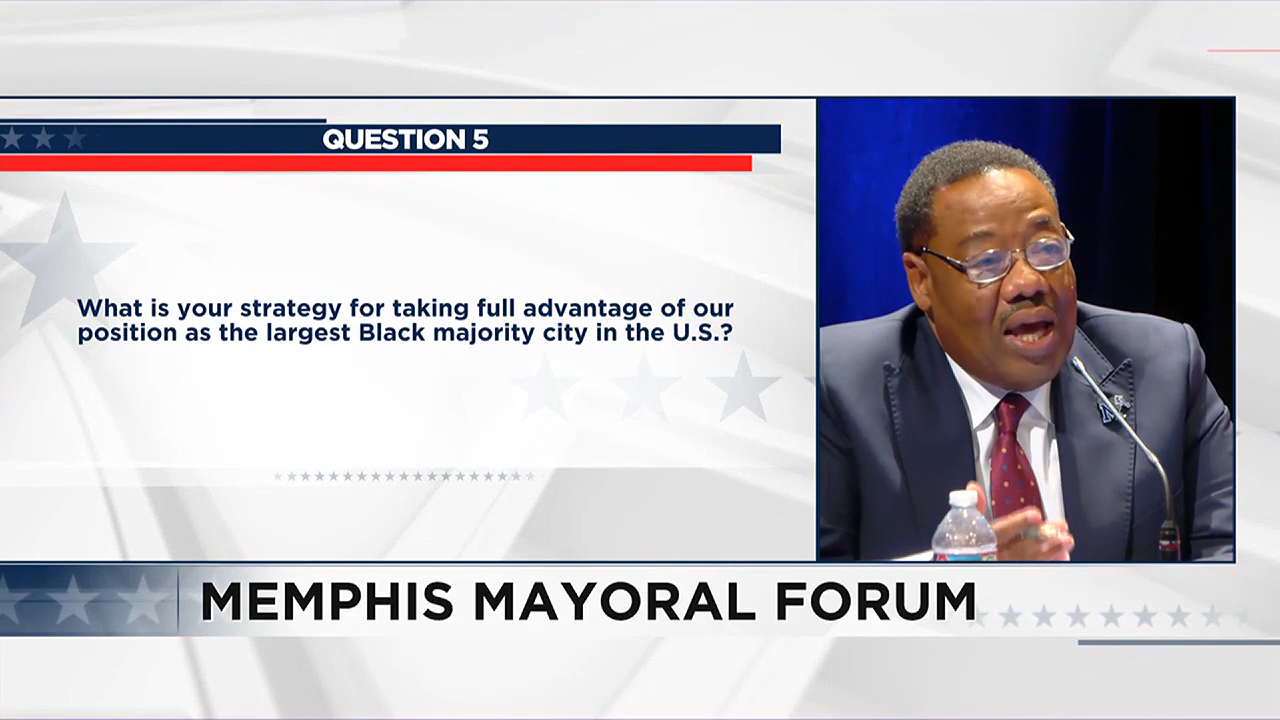 QUESTION 5
What is your strategy for taking full advantage of our
position as the largest Black majority city in the U.S.?
MEMPHIS MAYORAL FORUM